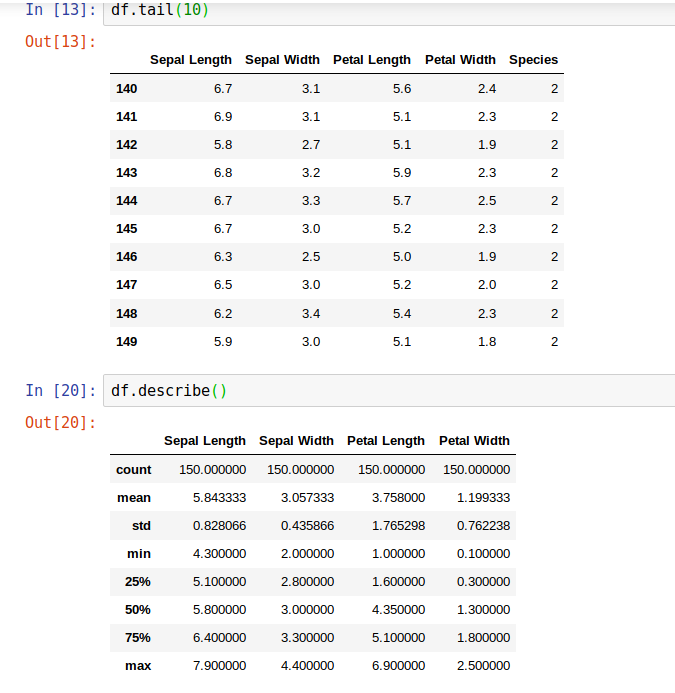 In [13]: df.tail(10)
Out[13]:
Sepal Length Sepal Width Petal Length Petal Width Species
140 6.7 3.1 5.6 2.4 2
141 6.9 3.1 5.1 2.3 2
142 5.8 2.7 5.1 1.9 2
143 6.8 3.2 5.9 2.3 2
144 6.7 3.3 5.7 2.5 2
145 6.7 3.0 5.2 2.3 2
146 6.3 2.5 5.0 1.9 2
147 6.5 3.0 5.2 2.0 2
148 6.2 3.4 5.4 2.3 2
149 5.9 3.0 5.1 1.8 2
In [20]: df.describe()
Out[20]:
Sepal Length Sepal Width Petal Length Petal Width
count 150.000000 150.000000 150.000000 150.000000
mean 5.843333 3.057333 3.758000 1.199333
std 0.828066 0.435866 1.765298 0.762238
min 4.300000 2.000000 1.000000 0.100000
25% 5.100000 2.800000 1.600000 0.300000
50% 5.800000 3.000000 4.350000 1.300000
75% 6.400000 3.300000 5.100000 1.800000
max 7.900000 4.400000 6.900000 2.500000